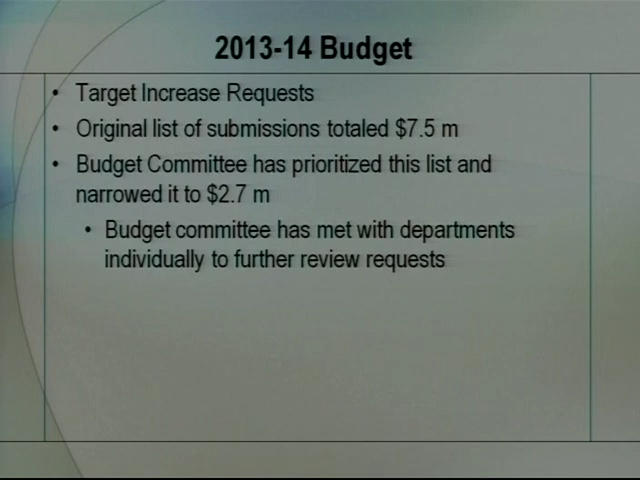 2013-14 Budget
• Target Increase Requests
• Original list of submissions totaled $7.5 m
• Budget Committee has prioritized this list and
narrowed it to $2.7 m
• Budget committee has met with departments
individually to further review requests